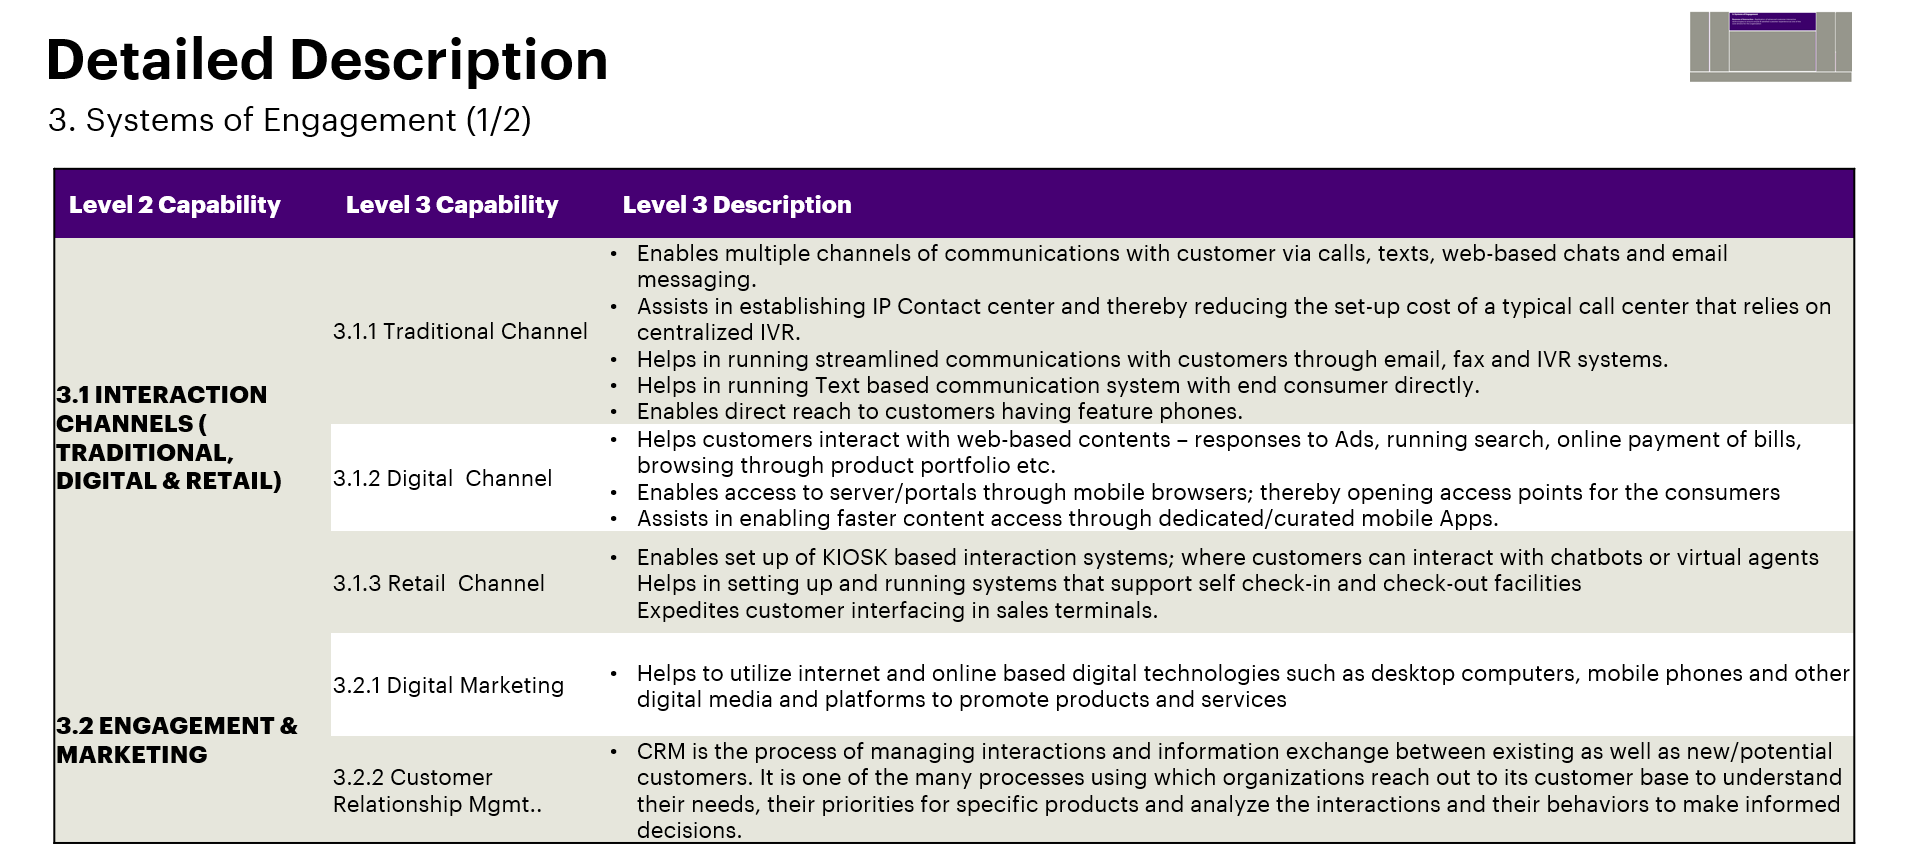 Detailed Description
3. Systems of Engagement (1/2)
Level 2 Capability
Level 3 Capability
Level 3 Description
3.1 INTERACTION
CHANNELS (
TRADITIONAL,
DIGITAL & RETAIL)
3.1.1 Traditional Channel
• Enables multiple channels of communications with customer via calls, texts, web-based chats and email
messaging.
• Assists in establishing IP Contact center and thereby reducing the set-up cost of a typical call center that relies on
centralized IVR.
• Helps in running streamlined communications with customers through email, fax and IVR systems.
• Helps in running Text based communication system with end consumer directly.
• Enables direct reach to customers having feature phones.
3.1.2 Digital  Channel
• Helps customers interact with web-based contents – responses to Ads, running search, online payment of bills,
browsing through product portfolio etc.
• Enables access to server/portals through mobile browsers; thereby opening access points for the consumers
• Assists in enabling faster content access through dedicated/curated mobile Apps.
3.1.3 Retail  Channel
• Enables set up of KIOSK based interaction systems; where customers can interact with chatbots or virtual agents
Helps in setting up and running systems that support self check-in and check-out facilities
Expedites customer interfacing in sales terminals.
3.2 ENGAGEMENT &
MARKETING
3.2.1 Digital Marketing
• Helps to utilize internet and online based digital technologies such as desktop computers, mobile phones and other
digital media and platforms to promote products and services
3.2.2 Customer
Relationship Mgmt..
• CRM is the process of managing interactions and information exchange between existing as well as new/potential
customers. It is one of the many processes using which organizations reach out to its customer base to understand
their needs, their priorities for specific products and analyze the interactions and their behaviors to make informed
decisions.